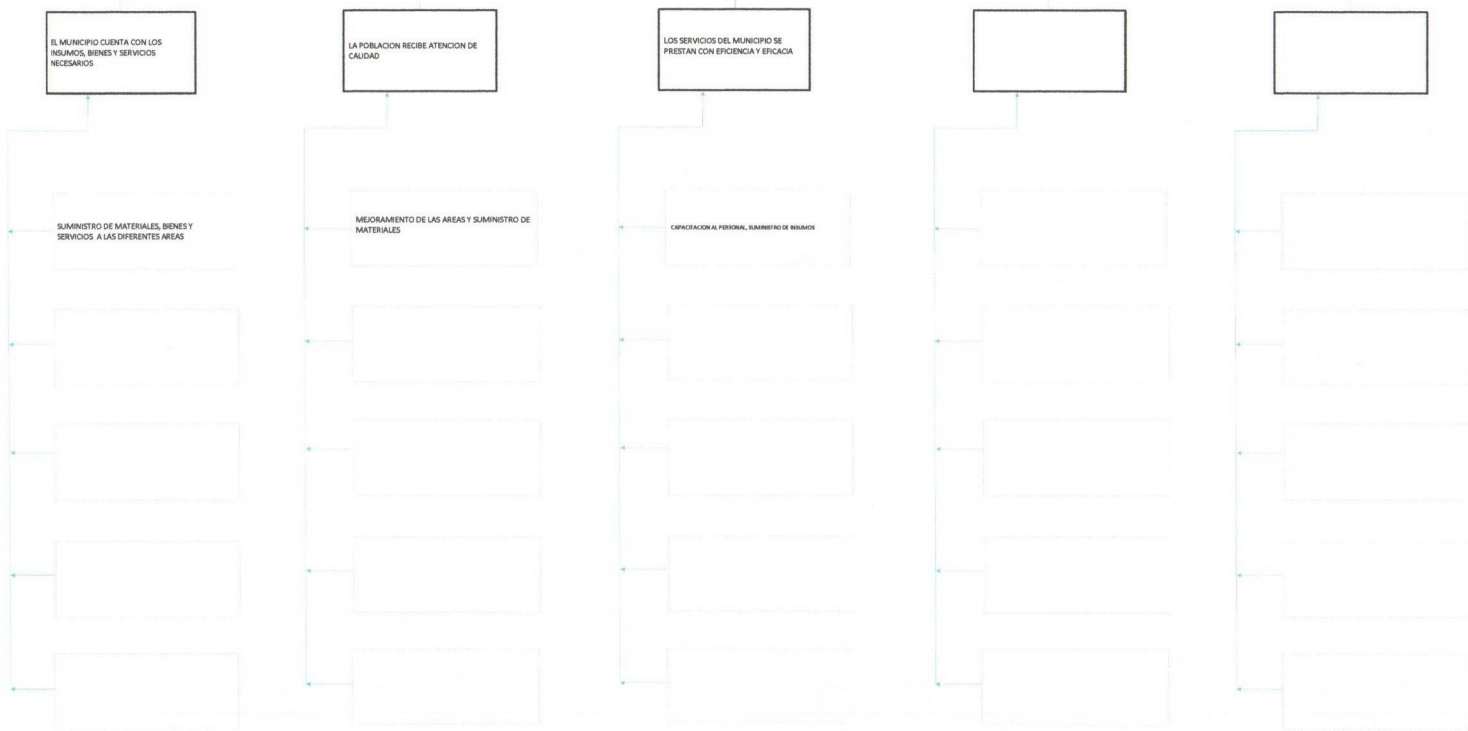 EL MUNICIPIO CUENTA CON LOS
INSUMOS, BIENES Y SERVICIOS
NECESARIOS
LA POBLACION RECIBE ATENCION DE
CALIDAD
LOS SERVICIOS DEL MUNICIPIO SE
PRESTAN CON EFICIENCIA Y EFICACIA
SUMINISTRO DE MATERIALES, BIENES Y
SERVICIOS A LAS DIFERENTES AREAS
MEJORAMIENTO DE LAS AREAS Y SUMINISTRO DE
MATERIALES
CAPACITACION AL PERSONAL, SUMINISTRO DE INSUMOS